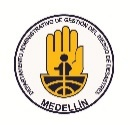 DEPARTAMENTO ADMINISTRATIVO DE GESTIÓN DEL RIESGO DE DESASTRES
MEDELLÍN